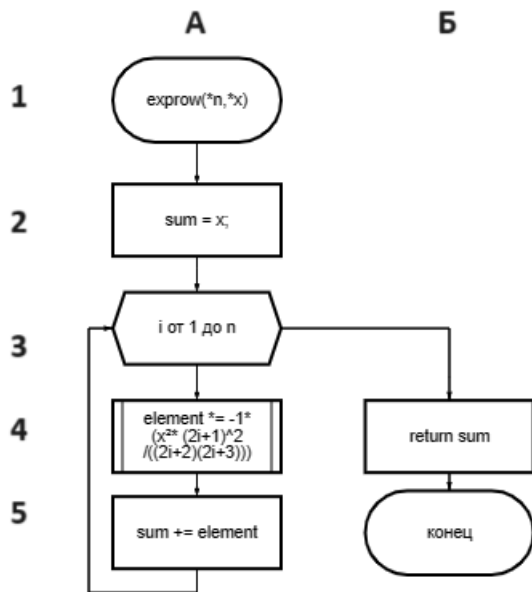 А Б
1
exprow(*n,*x)
2
sum = x;
3
i от 1 до n
4
element *= -1*
(x²* (2i+1)^2
/((2i+2)(2i+3)))
return sum
5
sum += element
конец